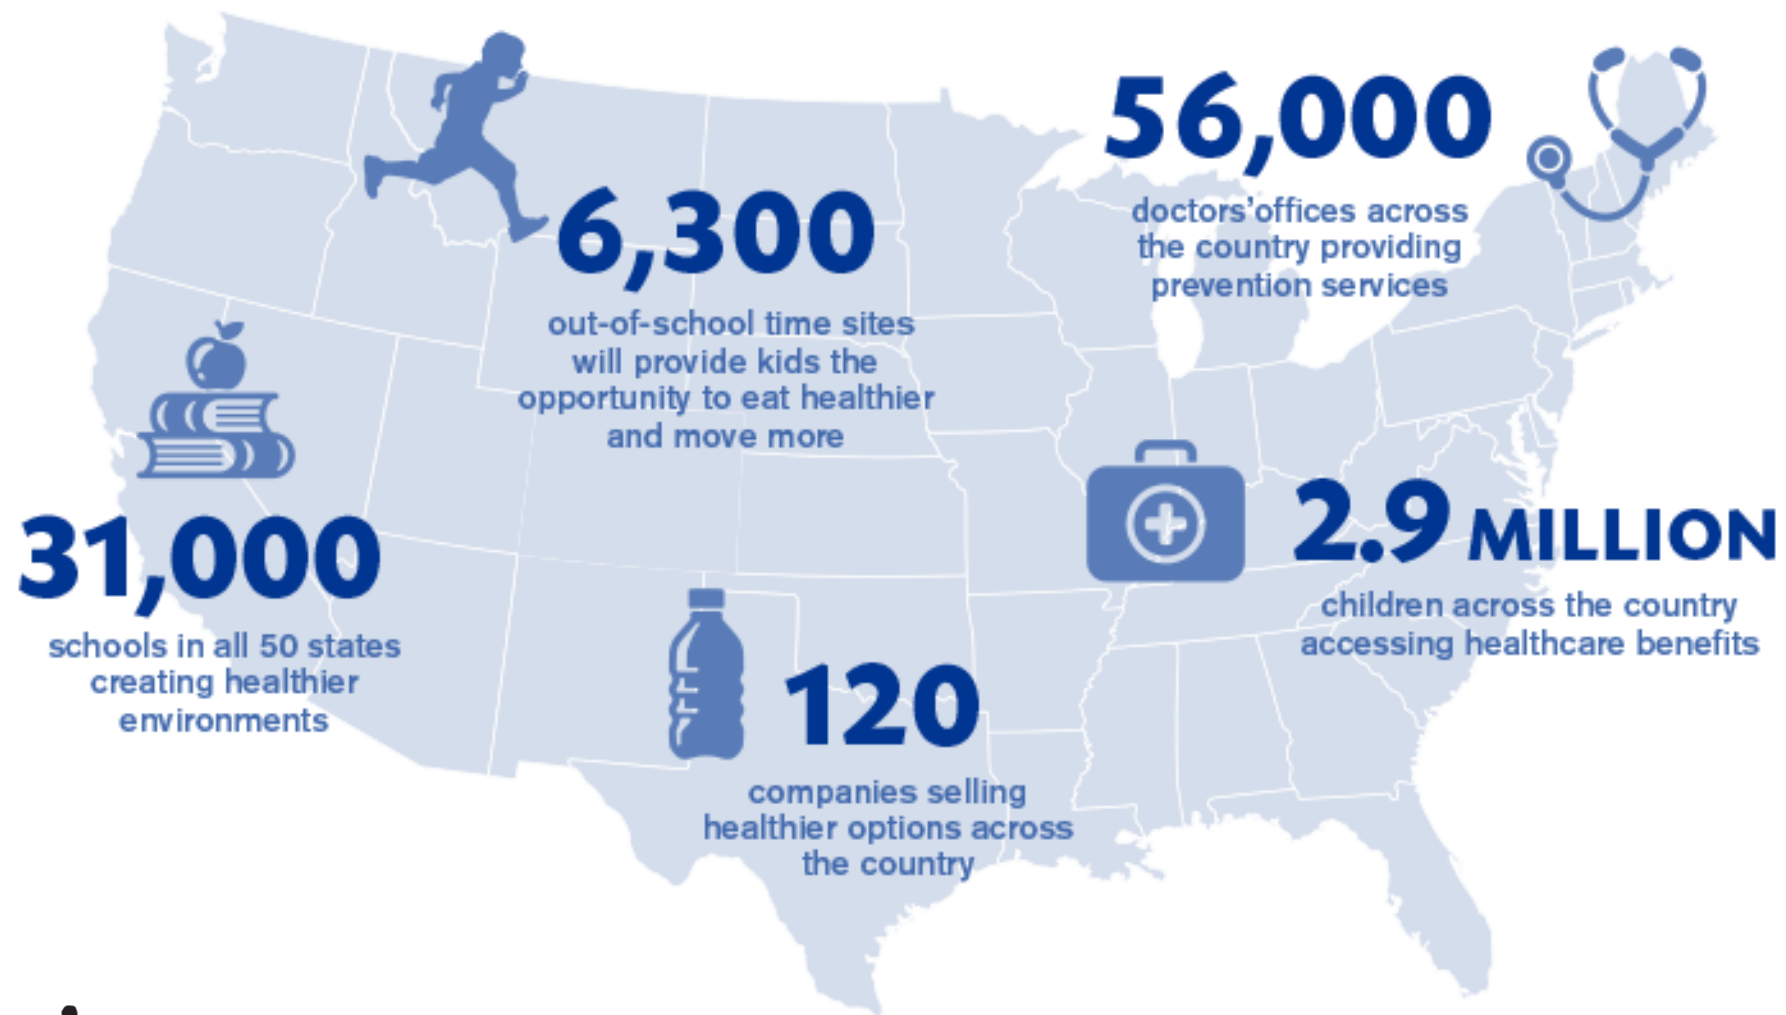 56,000
doctors'offices across
the country providing
prevention services
6,300
out-of-school time sites
will provide kids the
opportunity to eat healthier
and move more
31,000
schools in all 50 states
creating healthier
environments
2.9 MILLION
children across the country
accessing healthcare benefits
120
companies selling
healthier options across
the country